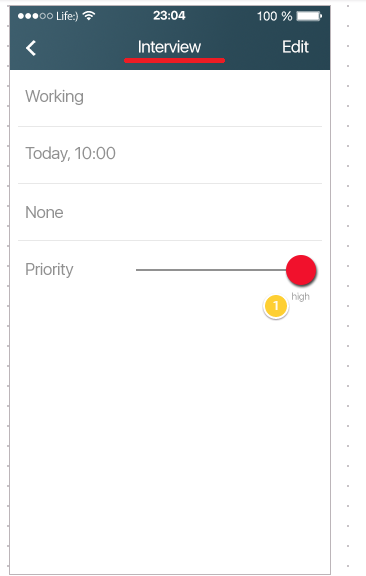 Life:) 23:04 100 %
Interview Edit
Working
Today, 10:00
None
Priority
high
1